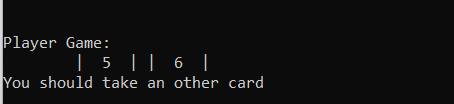 Player Game:
| 5 | | 6 |
You should take an other card